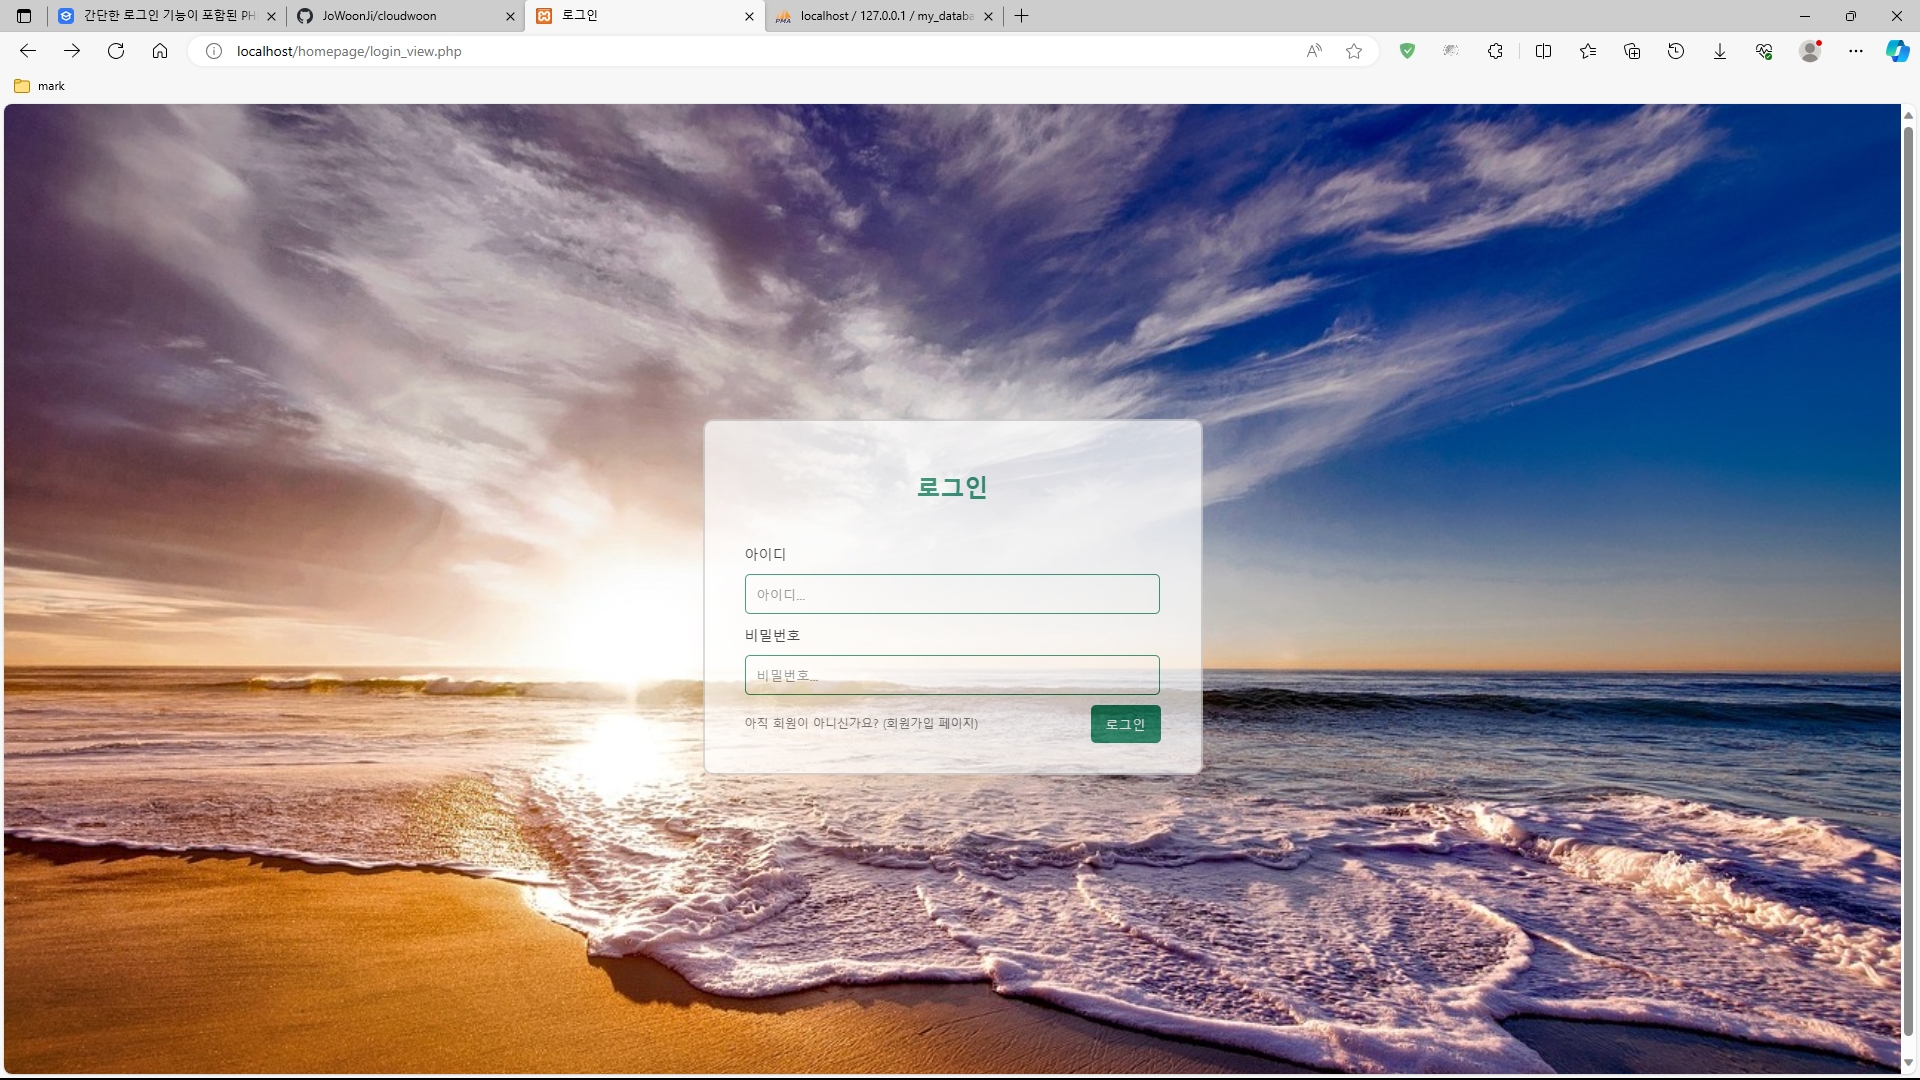 간단한 로그인 기능이 포함된 PH
JoWoonJi/cloudwoon
로그인
localhost / 127.0.0.1 / my_databa
localhost/homepage/login_view.php
mark
로그인
아이디
아이디...
비밀번호
비밀번호...
아직 회원이 아니신가요? (회원가입 페이지)
로그인